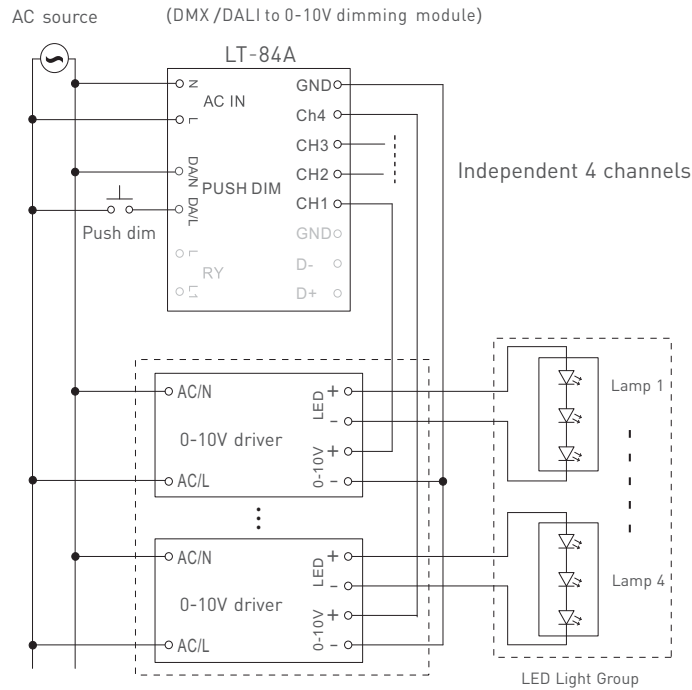 AC source
(DMX/DALI to 0-10V dimming module)
LT-84A
N
AC IN
L
DA/N
PUSH DIM
DA/L
L
RY
L1
GND
Ch4
CH3
CH2
CH1
GND
D-
D+
Independent 4 channels
Push dim
AC/N
0-10V driver
AC/L
LED
+
-
0-10V
+
-
Lamp 1
AC/N
0-10V driver
AC/L
LED
+
-
0-10V
+
-
Lamp 4
LED Light Group